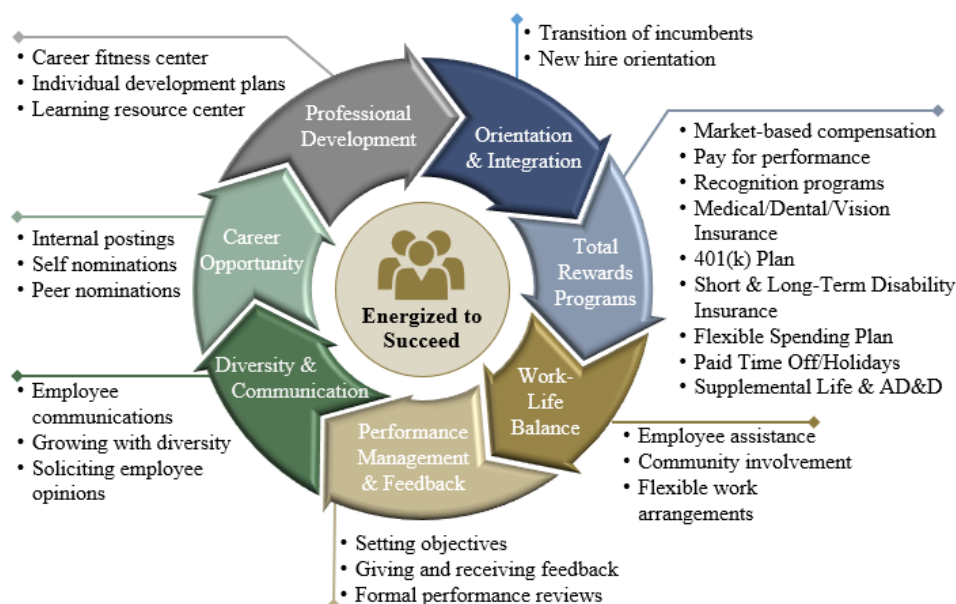 • Career fitness center
• Individual development plans
• Learning resource center
Professional
Development
• Transition of incumbents
• New hire orientation
Orientation
& Integration
• Market-based compensation
• Pay for performance
• Recognition programs
• Medical/Dental/Vision
Insurance
• 401(k) Plan
• Short & Long-Term Disability
Insurance
• Flexible Spending Plan
• Paid Time Off/Holidays
• Supplemental Life & AD&D
Total
Rewards
Programs
• Internal postings
• Self nominations
• Peer nominations
Career
Opportunity
Energized to
Succeed
Diversity &
Communication
• Employee
communications
• Growing with diversity
• Soliciting employee
opinions
Work-
Life
Balance
• Employee assistance
• Community involvement
• Flexible work
arrangements
Performance
Management
& Feedback
• Setting objectives
• Giving and receiving feedback
• Formal performance reviews